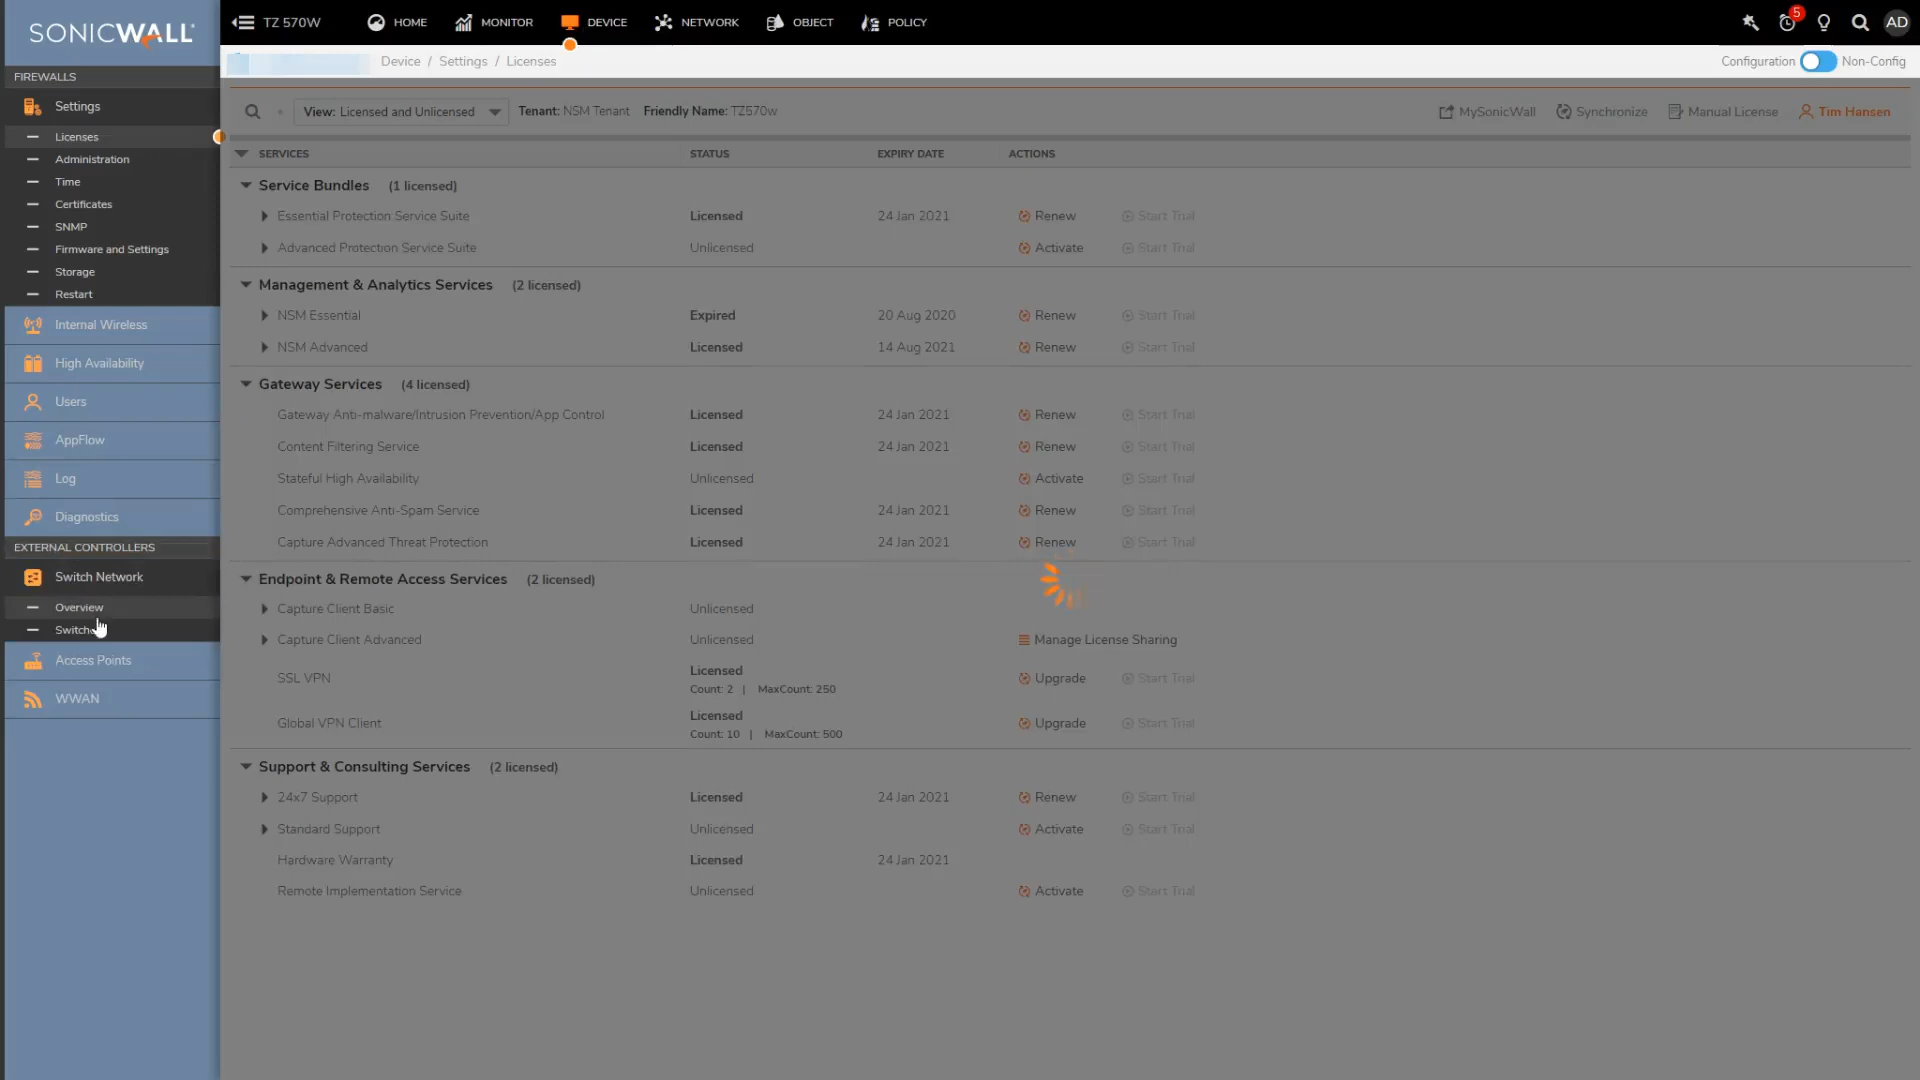 SONICWALL
TZ 570W
HOME
MONITOR
DEVICE
NETWORK
OBJECT
POLICY
5
AD
Device / Settings / Licenses
Configuration
Non-Config
FIREWALLS
Settings
Licenses
Administration
Time
Certificates
SNMP
Firmware and Settings
Storage
Restart
Internal Wireless
High Availability
Users
AppFlow
Log
Diagnostics
EXTERNAL CONTROLLERS
Switch Network
Overview
Access Points
WWAN
View: Licensed and Unlicensed
Tenant: NSM Tenant Friendly Name: TZ570w
MySonicWall
Synchronize
Manual License
Tim Hansen
SERVICES STATUS EXPIRY DATE ACTIONS
Service Bundles (1 licensed)
Essential Protection Service Suite Licensed 24 Jan 2021 Renew Start Trial
Advanced Protection Service Suite Unlicensed Activate Start Trial
Management & Analytics Services (2 licensed)
NSM Essential Expired 20 Aug 2020 Renew Start Trial
NSM Advanced Licensed 14 Aug 2021 Renew Start Trial
Gateway Services (4 licensed)
Gateway Anti-malware/Intrusion Prevention/App Control Licensed 24 Jan 2021 Renew Start Trial
Content Filtering Service Licensed 24 Jan 2021 Renew Start Trial
Stateful High Availability Unlicensed Activate Start Trial
Comprehensive Anti-Spam Service Licensed 24 Jan 2021 Renew Start Trial
Capture Advanced Threat Protection Licensed 24 Jan 2021 Renew Start Trial
Endpoint & Remote Access Services (2 licensed)
Capture Client Basic Unlicensed
Capture Client Advanced Unlicensed Manage License Sharing
SSL VPN Licensed Upgrade Start Trial
Count: 2 | MaxCount: 250
Global VPN Client Licensed Upgrade Start Trial
Count: 10 | MaxCount: 500
Support & Consulting Services (2 licensed)
24x7 Support Licensed 24 Jan 2021 Renew Start Trial
Standard Support Unlicensed Activate Start Trial
Hardware Warranty Licensed 24 Jan 2021
Remote Implementation Service Unlicensed Activate Start Trial